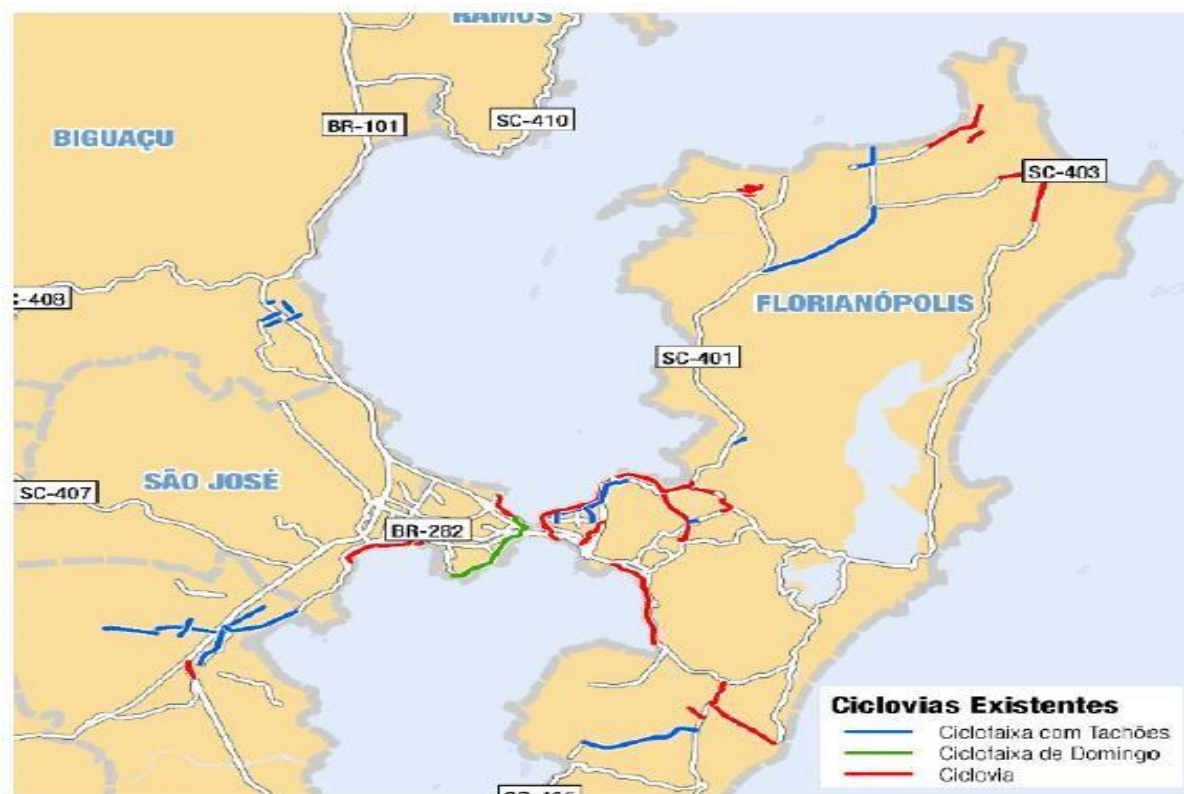 RAMOS
BIGUAÇU
BR-101
SC-410
SC-403
C-408
FLORIANÓPOLIS
SC-401
SÃO JOSÉ
SC-407
BR-282
Ciclovias Existentes
Ciclofaixa com Tachões
Ciclofaixa de Domingo
Ciclovia